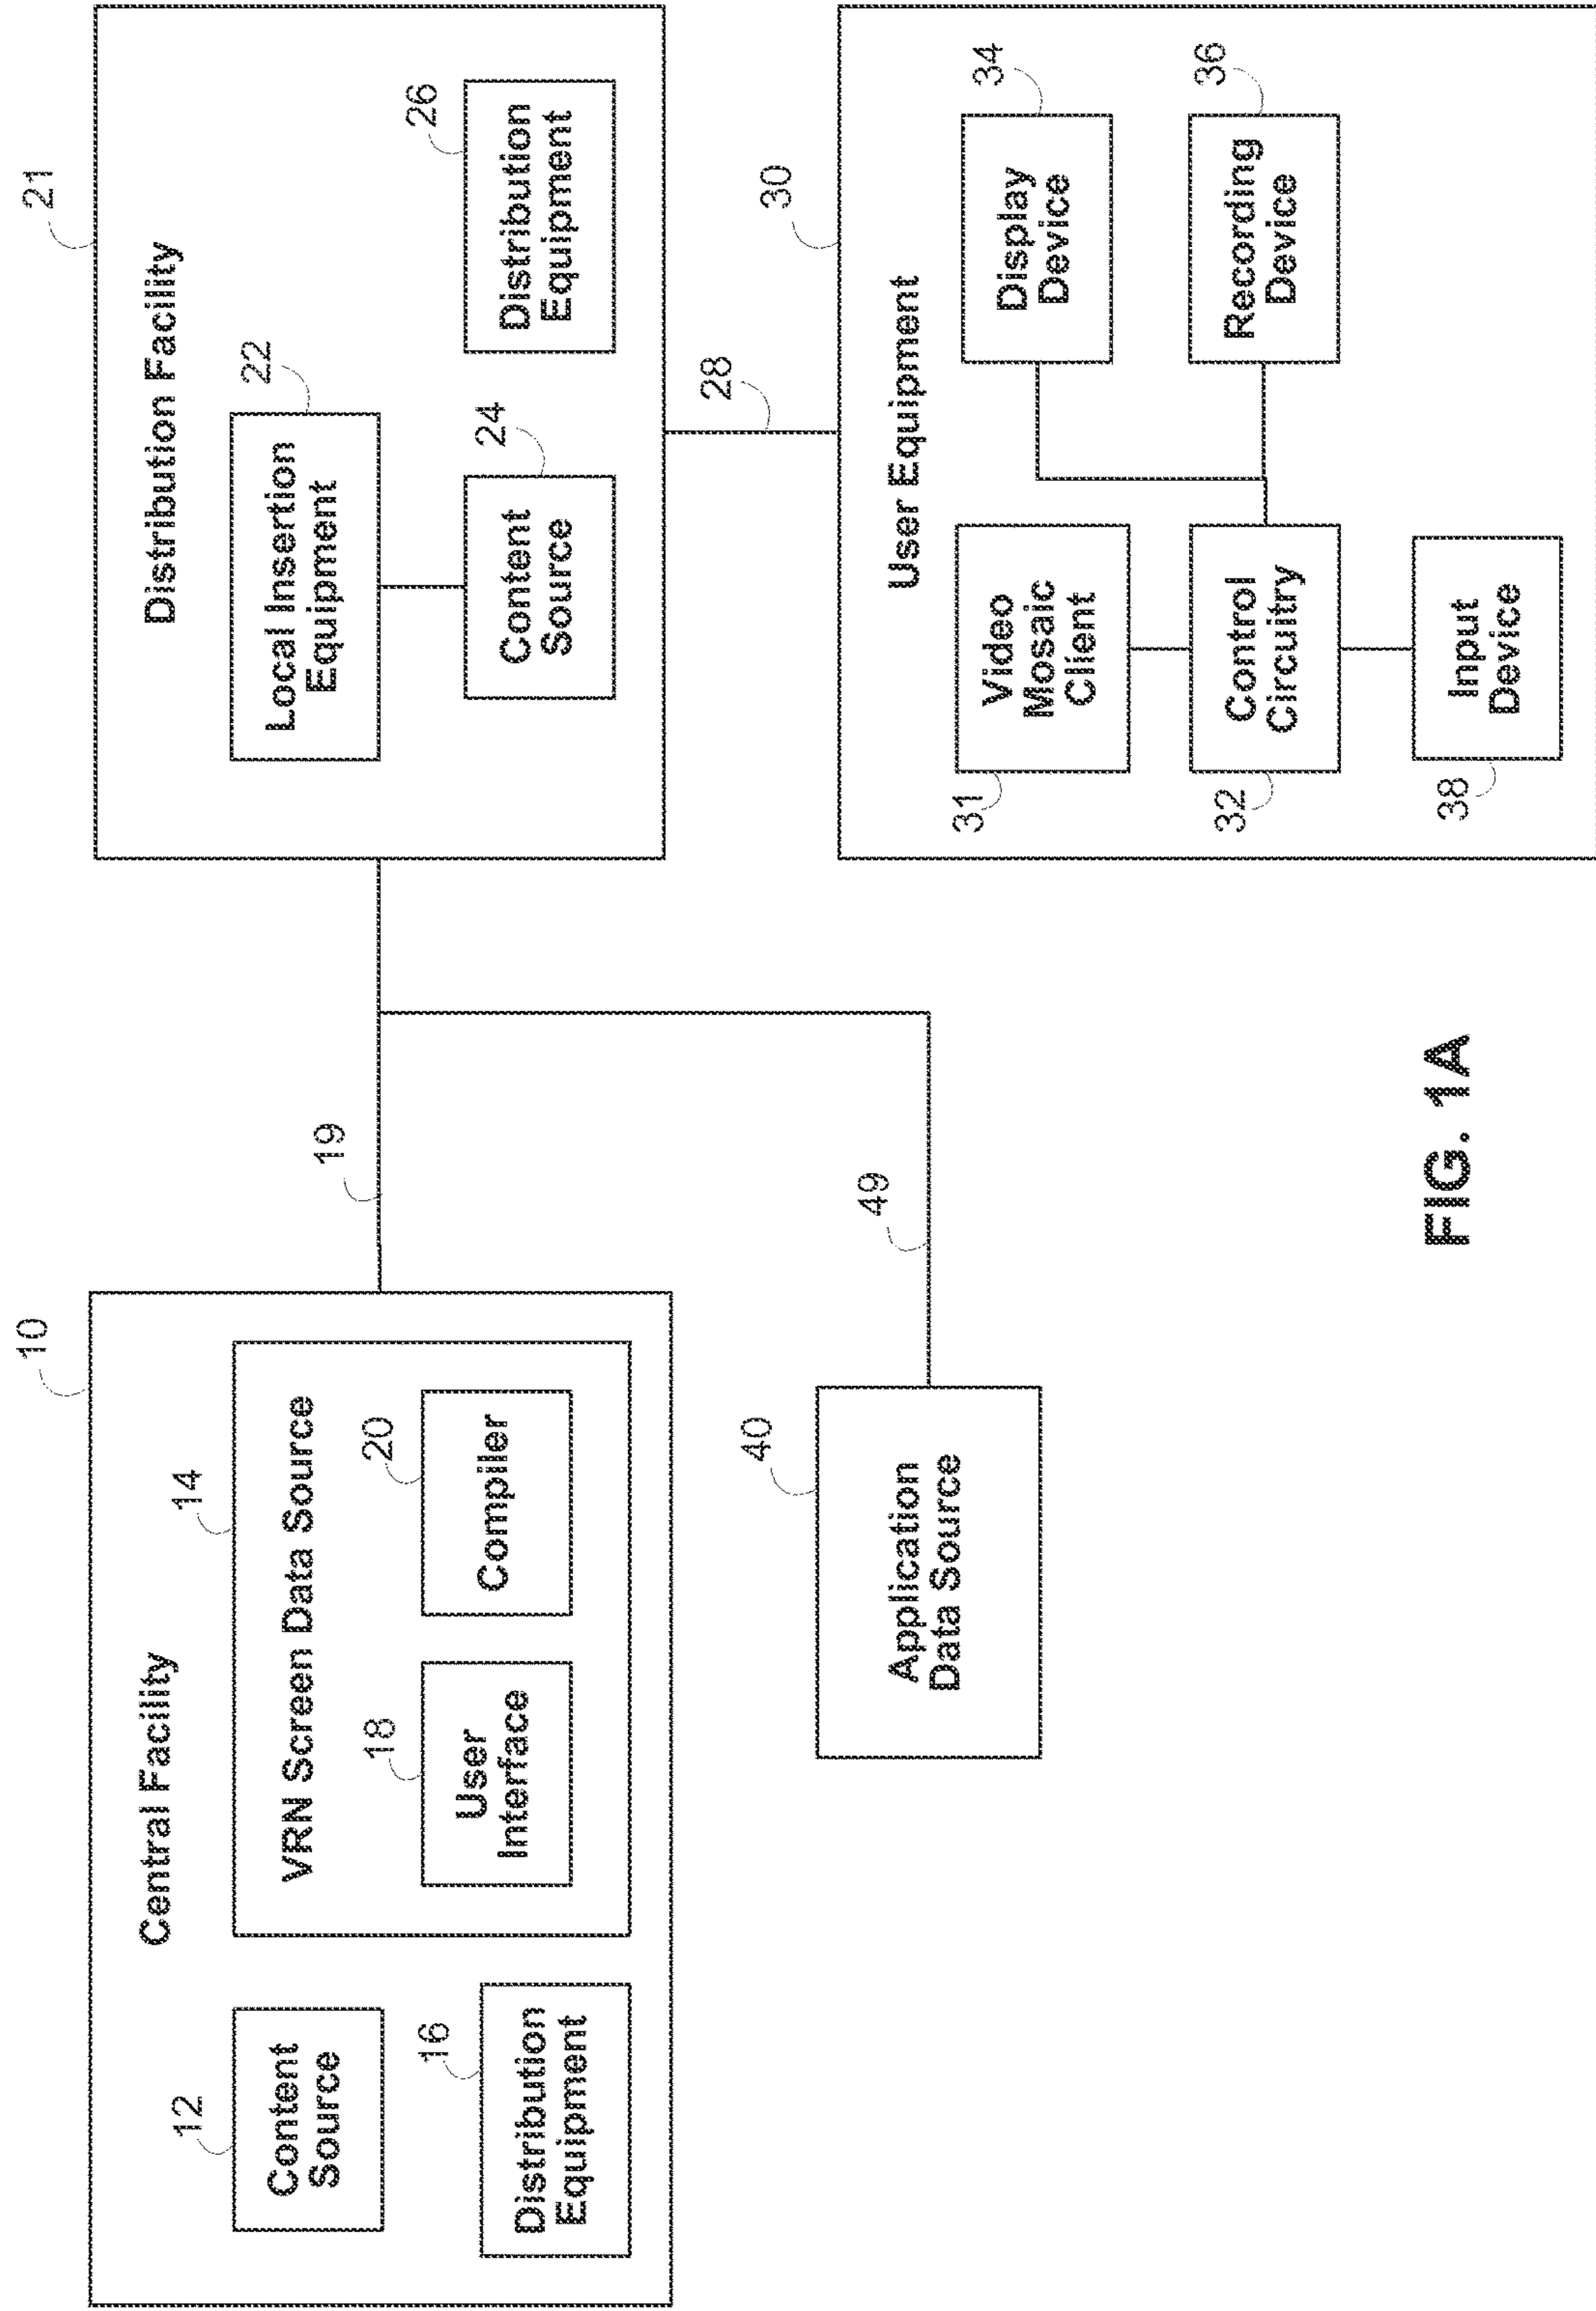 10
Central Facility
12
Content
Source
14
VRN Screen Data Source
18
User
Interface
20
Compiler
16
Distribution
Equipment
19
21
Distribution Facility
22
Local Insertion
Equipment
24
Content
Source
26
Distribution
Equipment
28
40
Application
Data Source
49
30
User Equipment
31
Video
Mosaic
Client
34
Display
Device
32
Control
Circuitry
36
Recording
Device
38
Input
Device
FIG. 1A